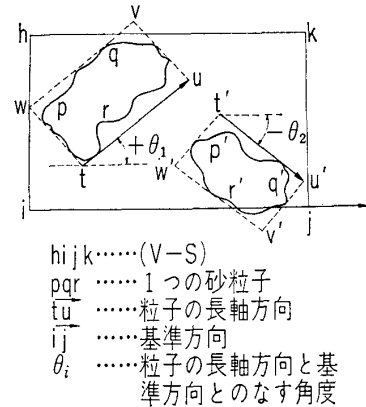 v
h
k
q
u
w
p
r
t'
+θ1
−θ2
t
p'
w'
q'
u'
r'
i
j
v'
hijk……(V−S)
pqr……1つの砂粒子
tu……粒子の長軸方向
ij……基準方向
θi……粒子の長軸方向と基
準方向とのなす角度